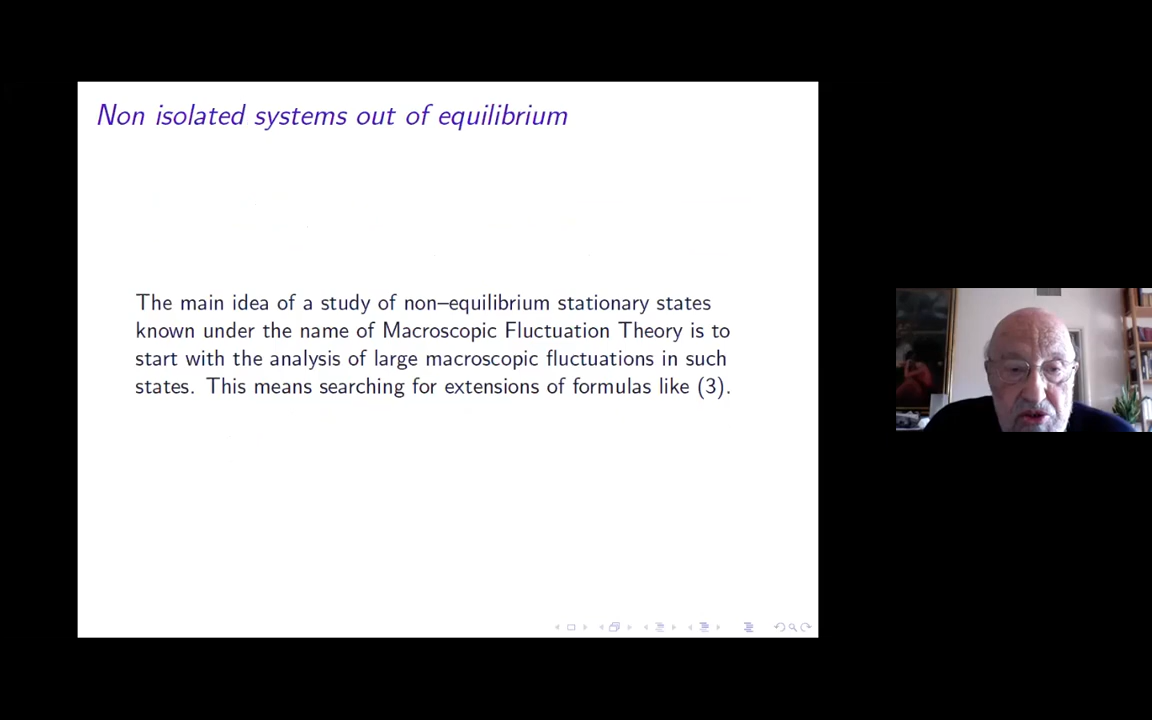 Non isolated systems out of equilibrium
The main idea of a study of non–equilibrium stationary states
known under the name of Macroscopic Fluctuation Theory is to
start with the analysis of large macroscopic fluctuations in such
states. This means searching for extensions of formulas like (3).